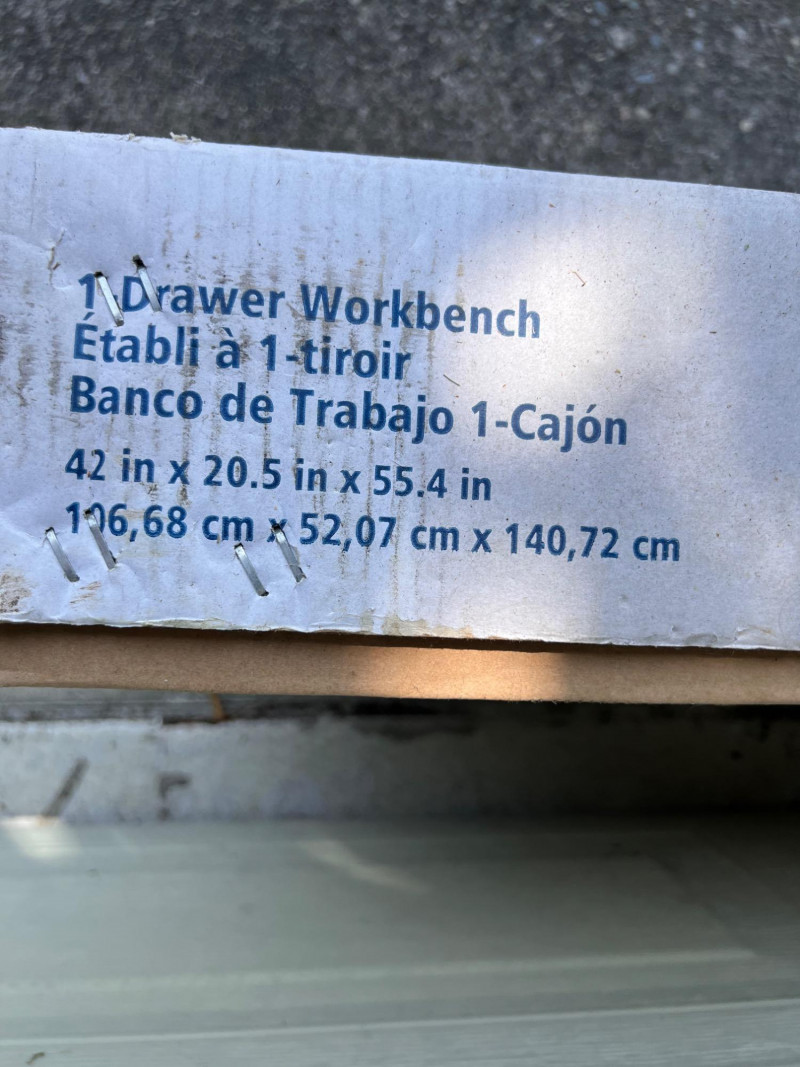 1-Drawer Workbench
Établi à 1-tiroir
Banco de Trabajo 1-Cajón
42 in x 20.5 in x 55.4 in
106,68 cm x 52,07 cm x 140,72 cm